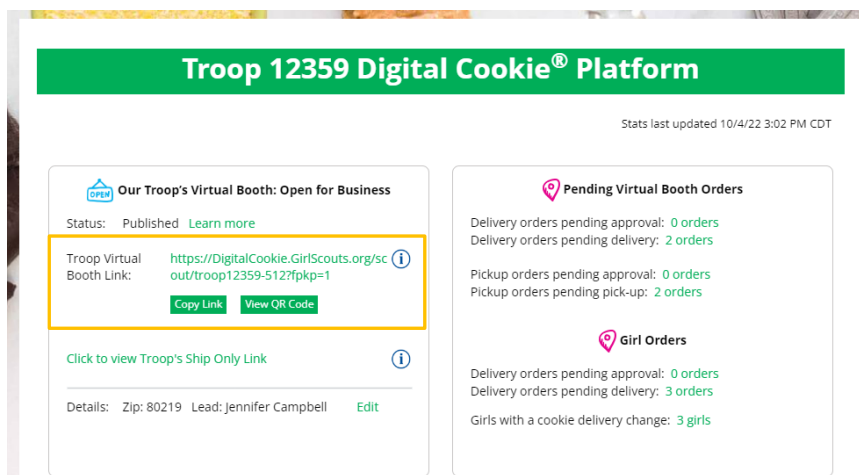 Troop 12359 Digital Cookie® Platform
Stats last updated 10/4/22 3:02 PM CDT
OPEN
Our Troop's Virtual Booth: Open for Business
Status: Published Learn more
Troop Virtual
Booth Link:
https://DigitalCookie.GirlScouts.org/sc
out/troop12359-512?fpkp=1
Copy Link View QR Code
Click to view Troop's Ship Only Link
Details: Zip: 80219 Lead: Jennifer Campbell Edit
Pending Virtual Booth Orders
Delivery orders pending approval: 0 orders
Delivery orders pending delivery: 2 orders
Pickup orders pending approval: 0 orders
Pickup orders pending pick-up: 2 orders
Girl Orders
Delivery orders pending approval: 0 orders
Delivery orders pending delivery: 3 orders
Girls with a cookie delivery change: 3 girls